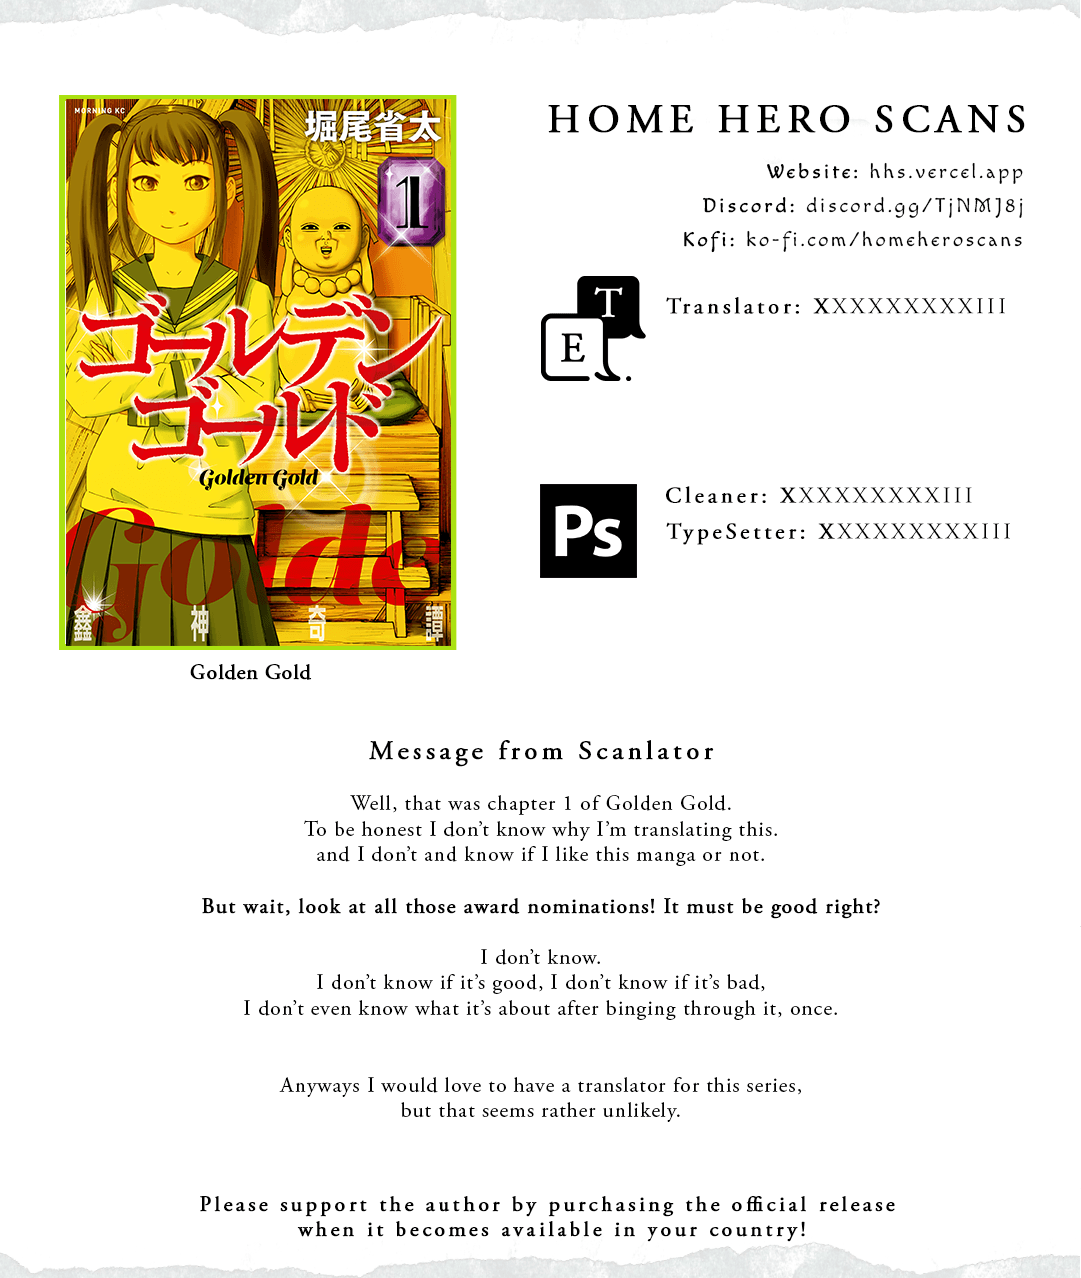 MORNING KC
堀尾省太
1
ゴールデン
ゴールド
Golden Gold
Golde
鑫神奇譚
Golden Gold
HOME HERO SCANS
Website: hhs.vercel.app
Discord: discord.gg/TjNMJ8j
Kofi: ko-fi.com/homeheroscans
T
E
Translator: XXXXXXXXXIII
Ps
Cleaner: XXXXXXXXXIII
TypeSetter: XXXXXXXXXIII
Message from Scanlator
Well, that was chapter 1 of Golden Gold.
To be honest I don't know why I'm translating this.
and I don't and know if I like this manga or not.
But wait, look at all those award nominations! It must be good right?
I don't know.
I don't know if it's good, I don't know if it's bad,
I don't even know what it's about after binging through it, once.
Anyways I would love to have a translator for this series,
but that seems rather unlikely.
Please support the author by purchasing the official release
when it becomes available in your country!